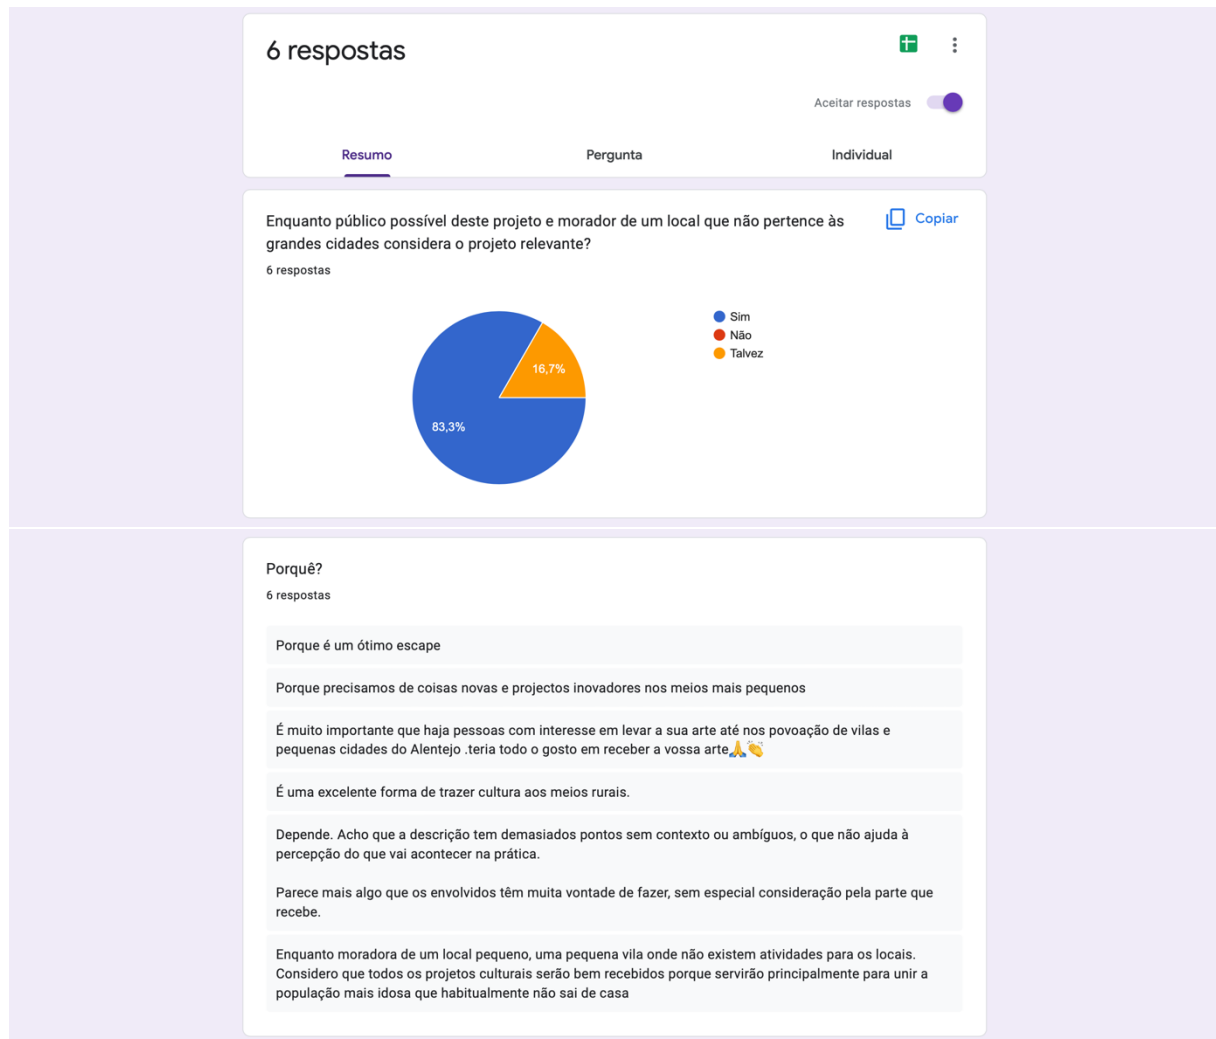 6 respostas
Aceitar respostas
Resumo
Pergunta
Individual
Enquanto público possível deste projeto e morador de um local que não pertence às
grandes cidades considera o projeto relevante?
Copiar
6 respostas
Sim
Não
Talvez
16,7%
83,3%
Porquê?
6 respostas
Porque é um ótimo escape
Porque precisamos de coisas novas e projectos inovadores nos meios mais pequenos
É muito importante que haja pessoas com interesse em levar a sua arte até nos povoação de vilas e
pequenas cidades do Alentejo .teria todo o gosto em receber a vossa arte🙏👏
É uma excelente forma de trazer cultura aos meios rurais.
Depende. Acho que a descrição tem demasiados pontos sem contexto ou ambíguos, o que não ajuda à
percepção do que vai acontecer na prática.
Parece mais algo que os envolvidos têm muita vontade de fazer, sem especial consideração pela parte que
recebe.
Enquanto moradora de um local pequeno, uma pequena vila onde não existem atividades para os locais.
Considero que todos os projetos culturais serão bem recebidos porque servirão principalmente para unir a
população mais idosa que habitualmente não sai de casa